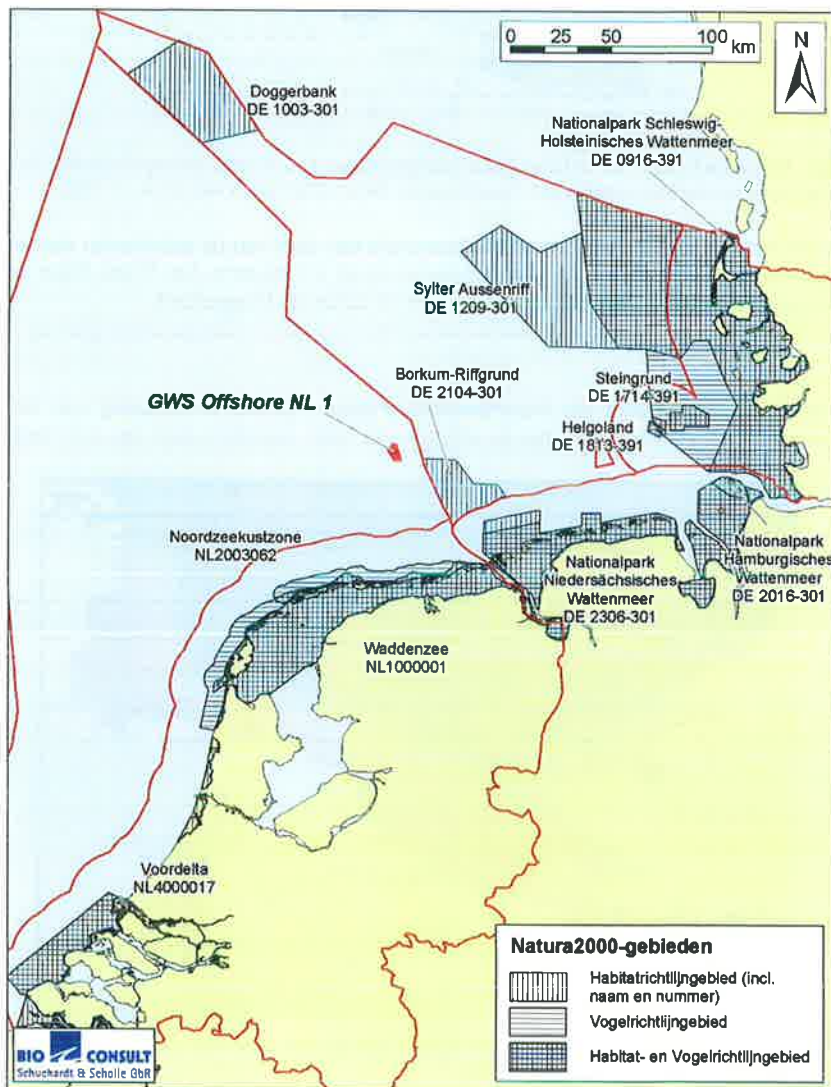 0 25 50 100
km
N
Doggerbank
DE 1003-301
Nationalpark Schleswig-
Holsteinisches Wattenmeer
DE 0916-391
Sylter Aussenriff
DE 1209-301
Borkum-Riffgrund
DE 2104-301
Steingrund
DE 1714-391
GWS Offshore NL 1
Helgoland
DE 1813-391
Noordzeekustzone
NL2003062
Nationalpark
Hamburgisches
Wattenmeer
DE 2016-301
Nationalpark
Niedersächsisches
Wattenmeer
DE 2306-301
Waddenzee
NL1000001
Voordelta
NL4000017
Natura2000-gebieden
Habitatrichtlijngebied (incl.
naam en nummer)
Vogelrichtlijngebied
Habitat- en Vogelrichtlijngebied
BIO CONSULT
Schuchardt & Scholle GbR